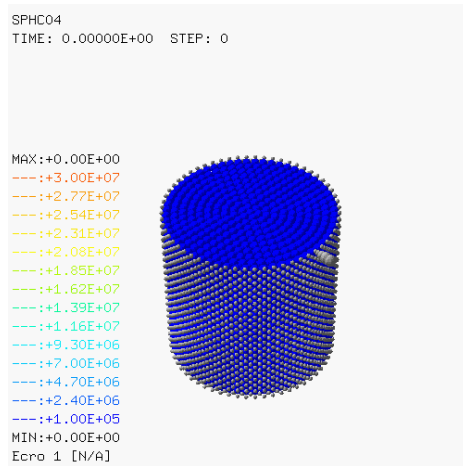 SPHC04
TIME: 0.00000E+00  STEP: 0
MAX:+0.00E+00
---:+3.00E+07
---:+2.77E+07
---:+2.54E+07
---:+2.31E+07
---:+2.08E+07
---:+1.85E+07
---:+1.62E+07
---:+1.39E+07
---:+1.16E+07
---:+9.30E+06
---:+7.00E+06
---:+4.70E+06
---:+2.40E+06
---:+1.00E+05
MIN:+0.00E+00
Ecro 1 [N/A]